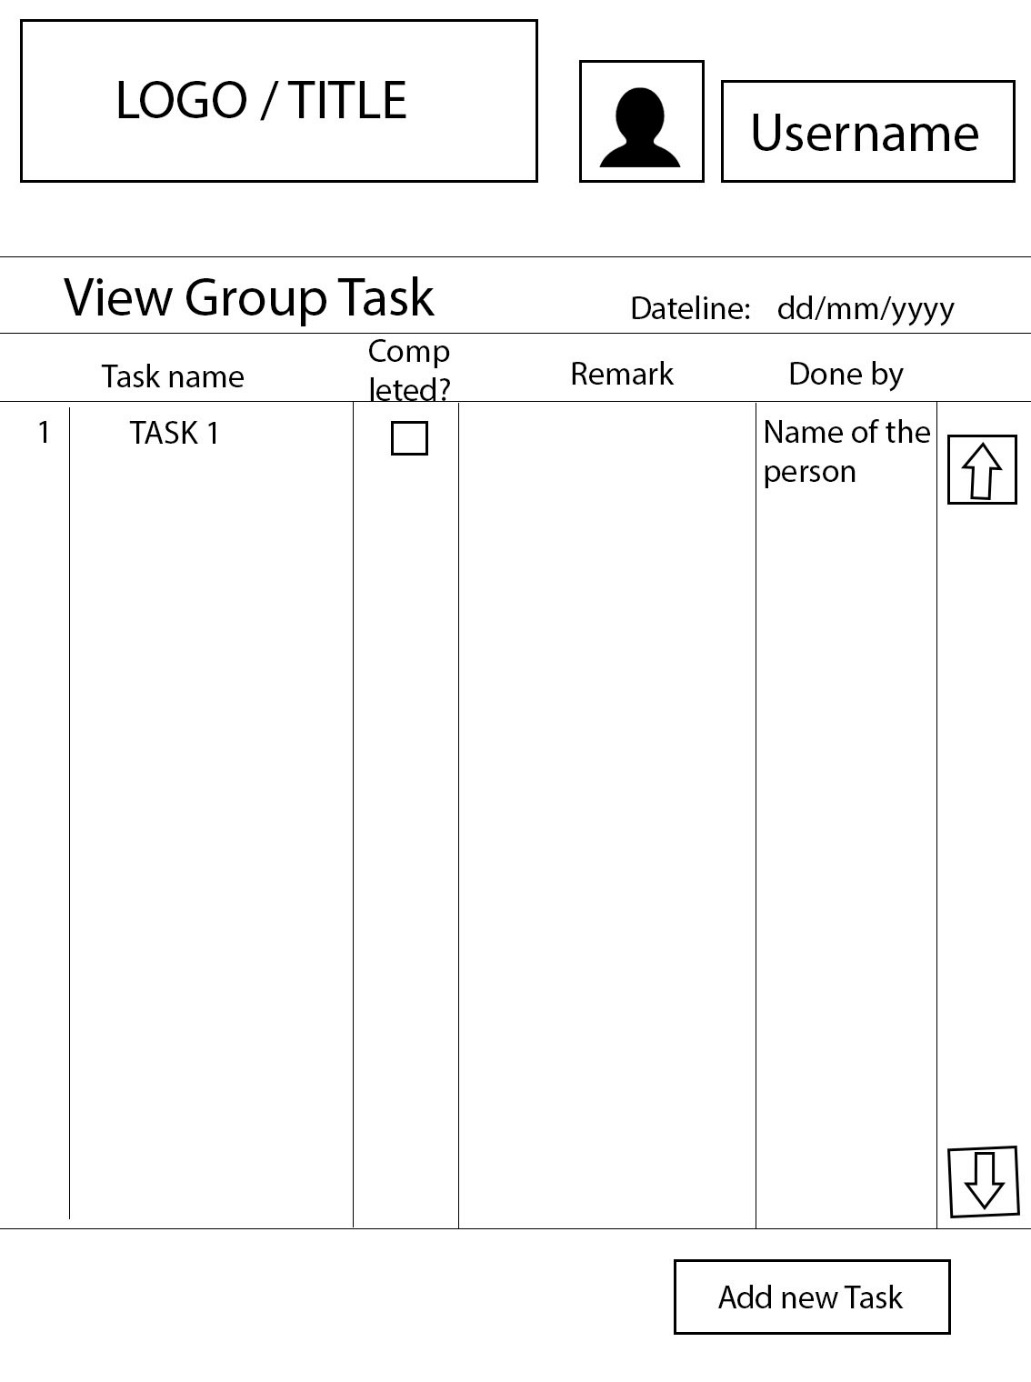 LOGO / TITLE
Username
View Group Task
Dateline: dd/mm/yyyy
Task name
Comp
leted?
Remark
Done by
1
TASK 1
Name of the
person
Add new Task